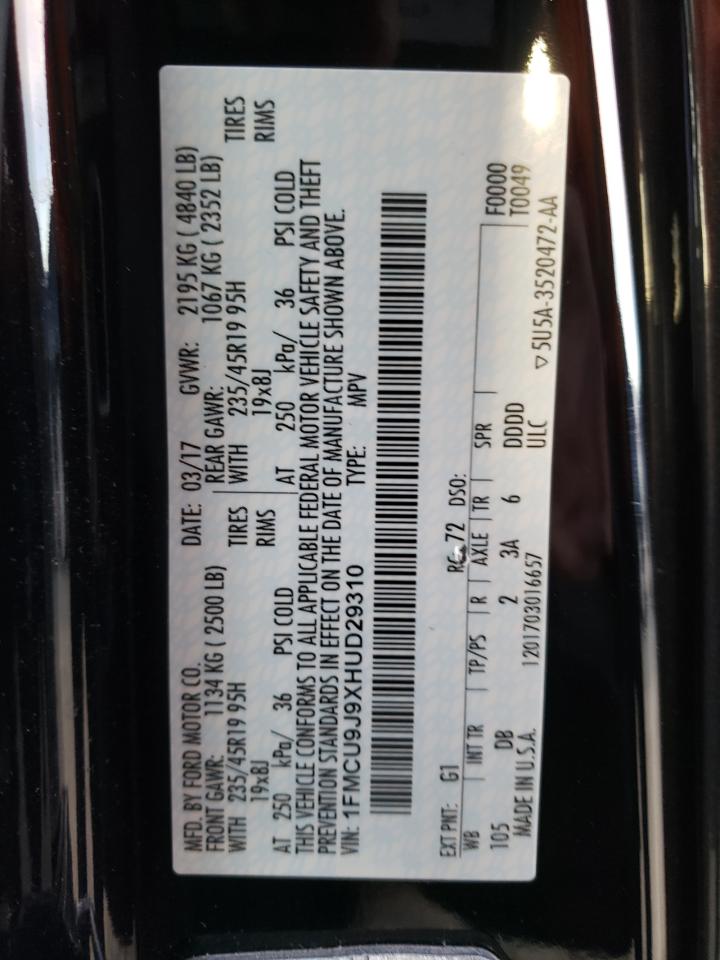 MFD. BY FORD MOTOR CO. DATE: 03/17 GVWR: 2195 KG ( 4840 LB)
FRONT GAWR: 1134 KG ( 2500 LB) REAR GAWR: 1067 KG ( 2352 LB)
WITH 235/45R19 95H TIRES WITH 235/45R19 95H TIRES
19x8J RIMS 19x8J RIMS
AT 250 kPa/ 36 PSI COLD AT 250 kPa/ 36 PSI COLD
THIS VEHICLE CONFORMS TO ALL APPLICABLE FEDERAL MOTOR VEHICLE SAFETY AND THEFT
PREVENTION STANDARDS IN EFFECT ON THE DATE OF MANUFACTURE SHOWN ABOVE.
VIN: 1FMCU9J9XHUD29310 TYPE: MPV
EXT PNT: G1 72 DSO: F0000
WB INT TR TP/PS R AXLE TR SPR T0049
105 DB 2 3A 6 DDDD
MADE IN U.S.A. 1201703016657 ULC ▽5U5A-3520472-AA